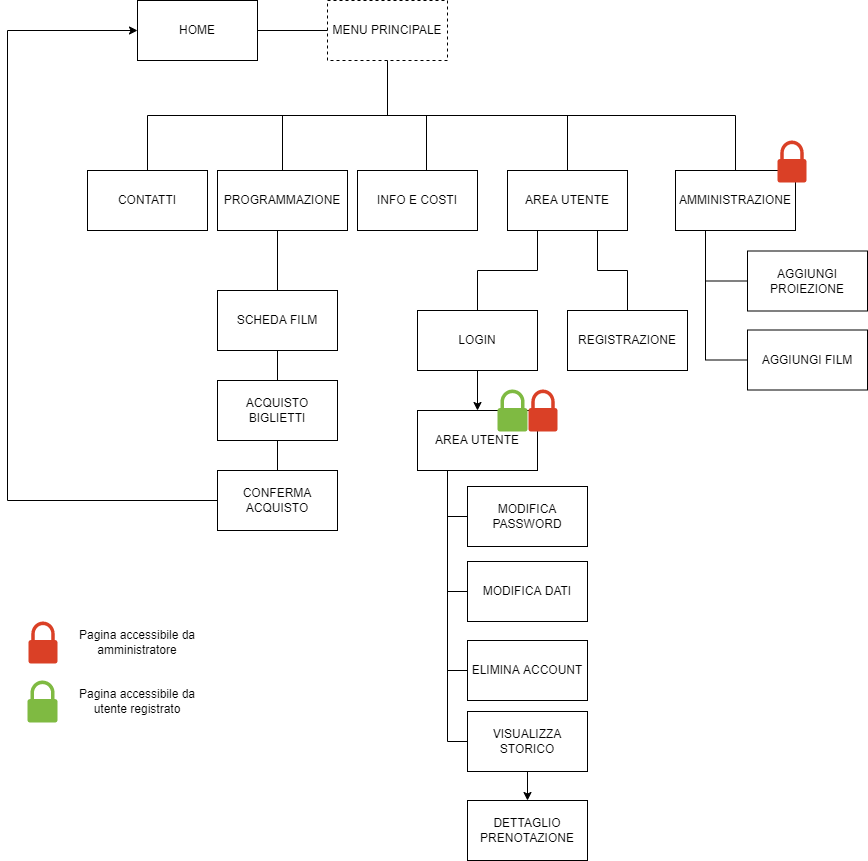 HOME
MENU PRINCIPALE
CONTATTI
PROGRAMMAZIONE
INFO E COSTI
AREA UTENTE
AMMINISTRAZIONE
AGGIUNGI
PROIEZIONE
AGGIUNGI FILM
SCHEDA FILM
ACQUISTO
BIGLIETTI
CONFERMA
ACQUISTO
LOGIN
REGISTRAZIONE
AREA UTENTE
MODIFICA
PASSWORD
MODIFICA DATI
ELIMINA ACCOUNT
VISUALIZZA
STORICO
DETTAGLIO
PRENOTAZIONE
Pagina accessibile da
amministratore
Pagina accessibile da
utente registrato